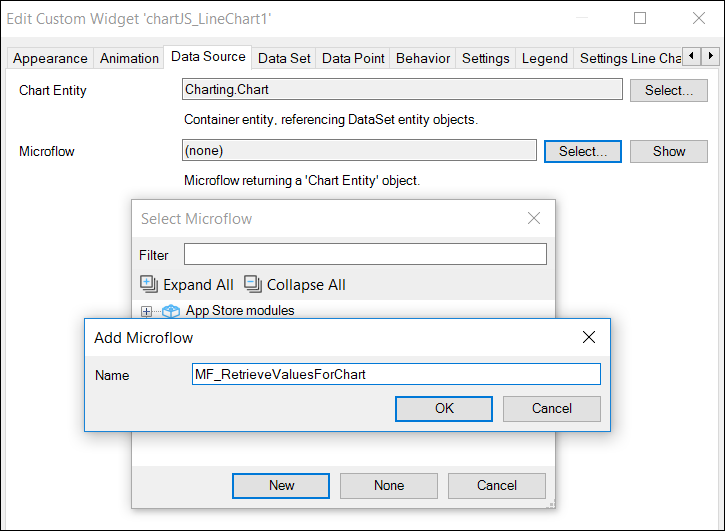 Edit Custom Widget 'chartJS_LineChart1'
Appearance Animation Data Source Data Set Data Point Behavior Settings Legend Settings Line Cha
Chart Entity Charting.Chart Select...
Container entity, referencing DataSet entity objects.
Microflow (none) Select... Show
Microflow returning a 'Chart Entity' object.
Select Microflow
Filter
Expand All Collapse All
App Store modules
Add Microflow
Name MF_RetrieveValuesForChart
OK Cancel
New None Cancel